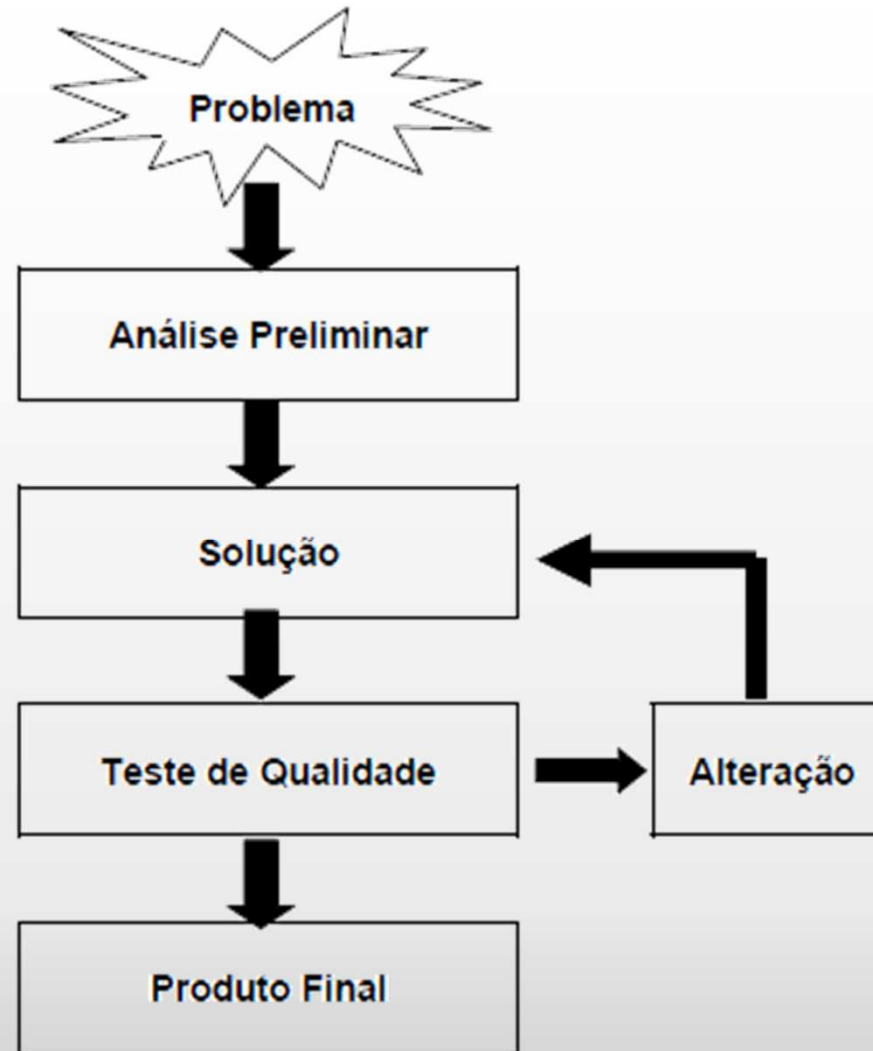 Problema
Análise Preliminar
Solução
Teste de Qualidade
Alteração
Produto Final